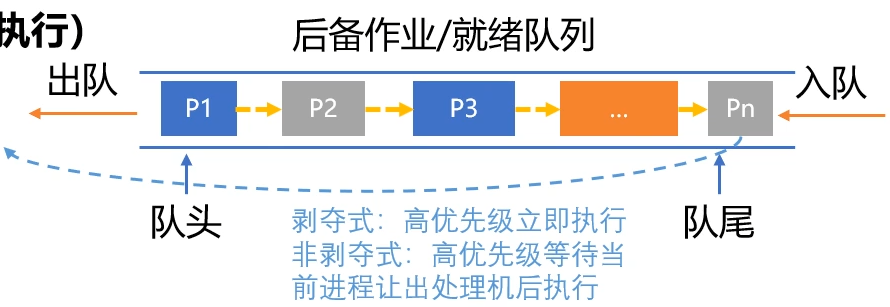 执行）
后备作业/就绪队列
出队
入队
P1
P2
P3
...
Pn
队头
队尾
剥夺式：高优先级立即执行
非剥夺式：高优先级等待当
前进程让出处理机后执行